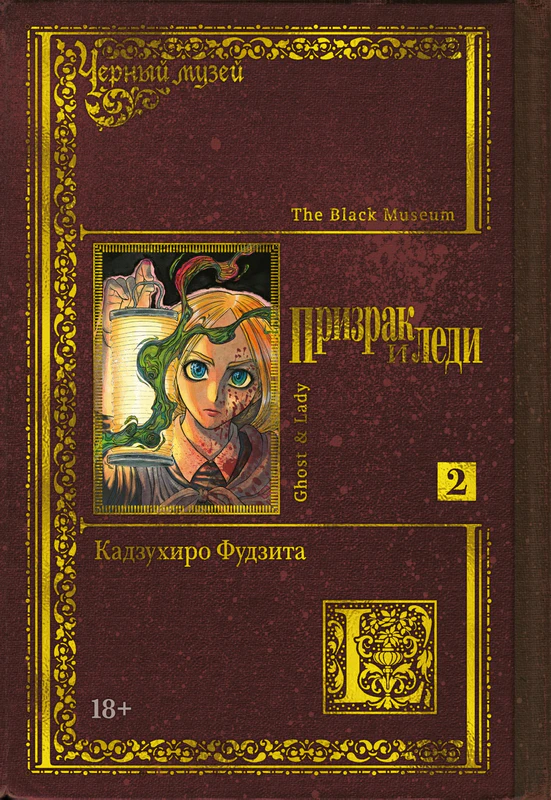 Черный музей
The Black Museum
Призрак
и леди
Ghost & Lady
2
Кадзухиро Фудзита
L
18+